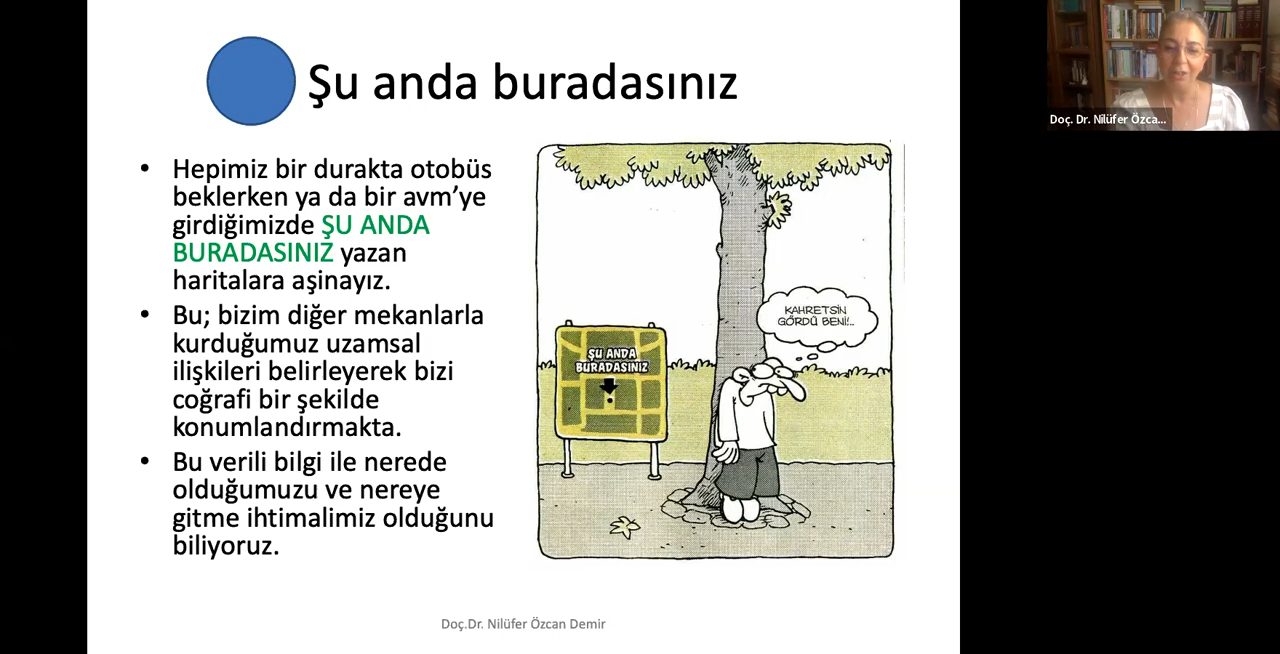 Şu anda buradasınız
• Hepimiz bir durakta otobüs
beklerken ya da bir avm’ye
girdiğimizde ŞU ANDA
BURADASINIZ yazan
haritalara aşinayız.
• Bu; bizim diğer mekanlarla
kurduğumuz uzamsal
ilişkileri belirleyerek bizi
coğrafi bir şekilde
konumlandırmakta.
• Bu verili bilgi ile nerede
olduğumuzu ve nereye
gitme ihtimalimiz olduğunu
biliyoruz.
ŞU ANDA
BURADASINIZ
KAHRETSİN
GÖRDÜ BENİ!..
Doç.Dr. Nilüfer Özcan Demir
Doç. Dr. Nilüfer Özca...